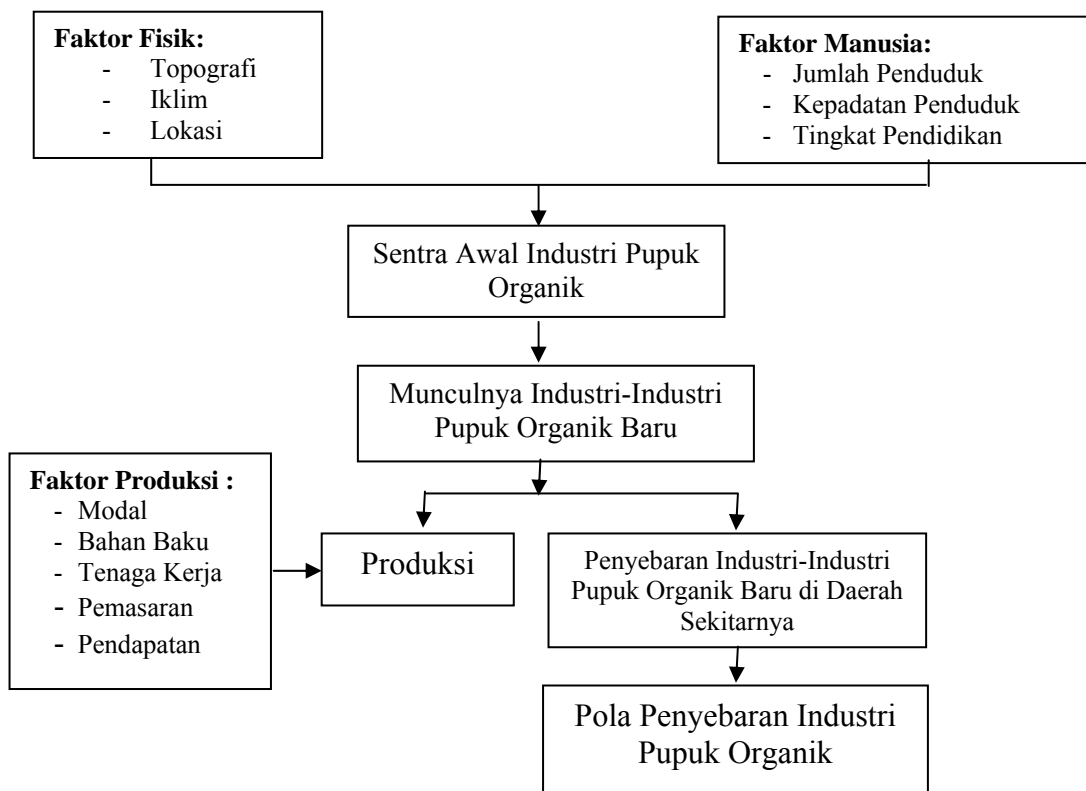 Faktor Fisik:
- Topografi
- Iklim
- Lokasi
Faktor Manusia:
- Jumlah Penduduk
- Kepadatan Penduduk
- Tingkat Pendidikan
Sentra Awal Industri Pupuk
Organik
Munculnya Industri-Industri
Pupuk Organik Baru
Faktor Produksi :
- Modal
- Bahan Baku
- Tenaga Kerja
- Pemasaran
- Pendapatan
Produksi
Penyebaran Industri-Industri
Pupuk Organik Baru di Daerah
Sekitarnya
Pola Penyebaran Industri
Pupuk Organik